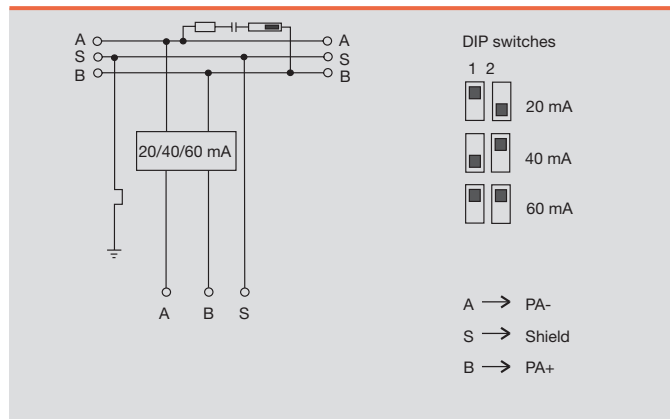 A A
S S
B B
20/40/60 mA
A B S
DIP switches
1 2
20 mA
40 mA
60 mA
A → PA-
S → Shield
B → PA+